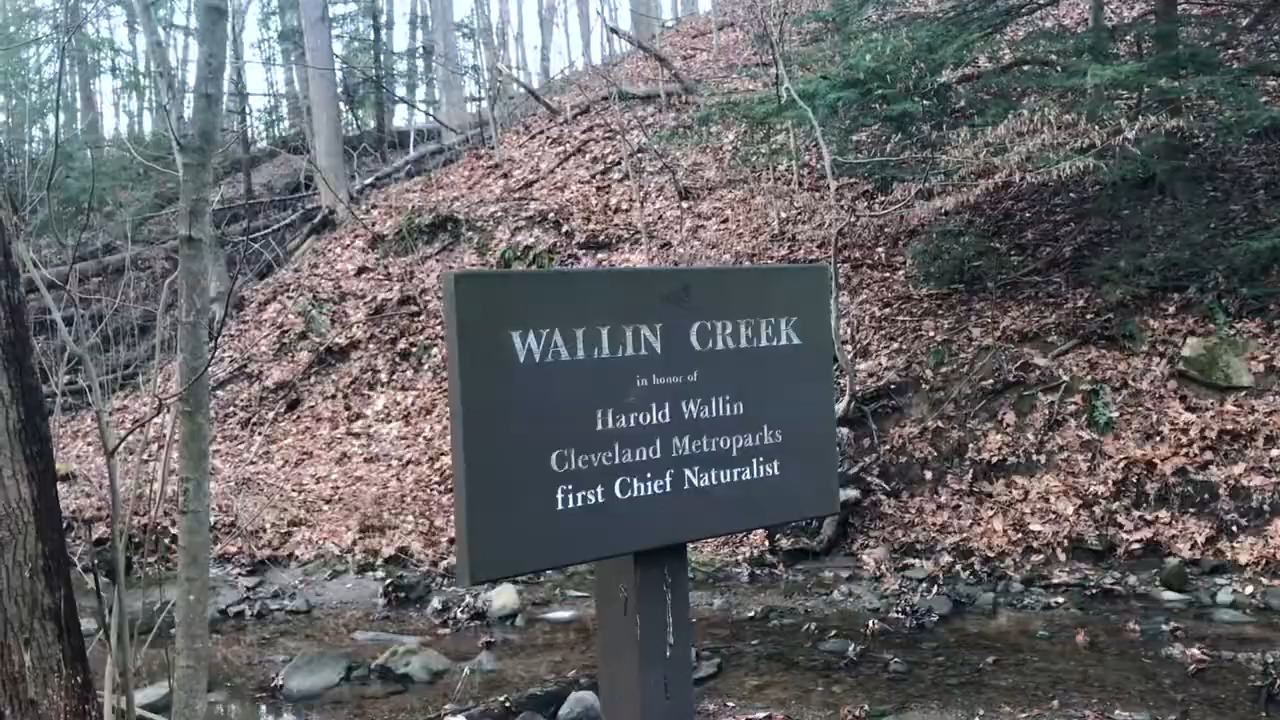 WALLIN CREEK
in honor of
Harold Wallin
Cleveland Metroparks
first Chief Naturalist